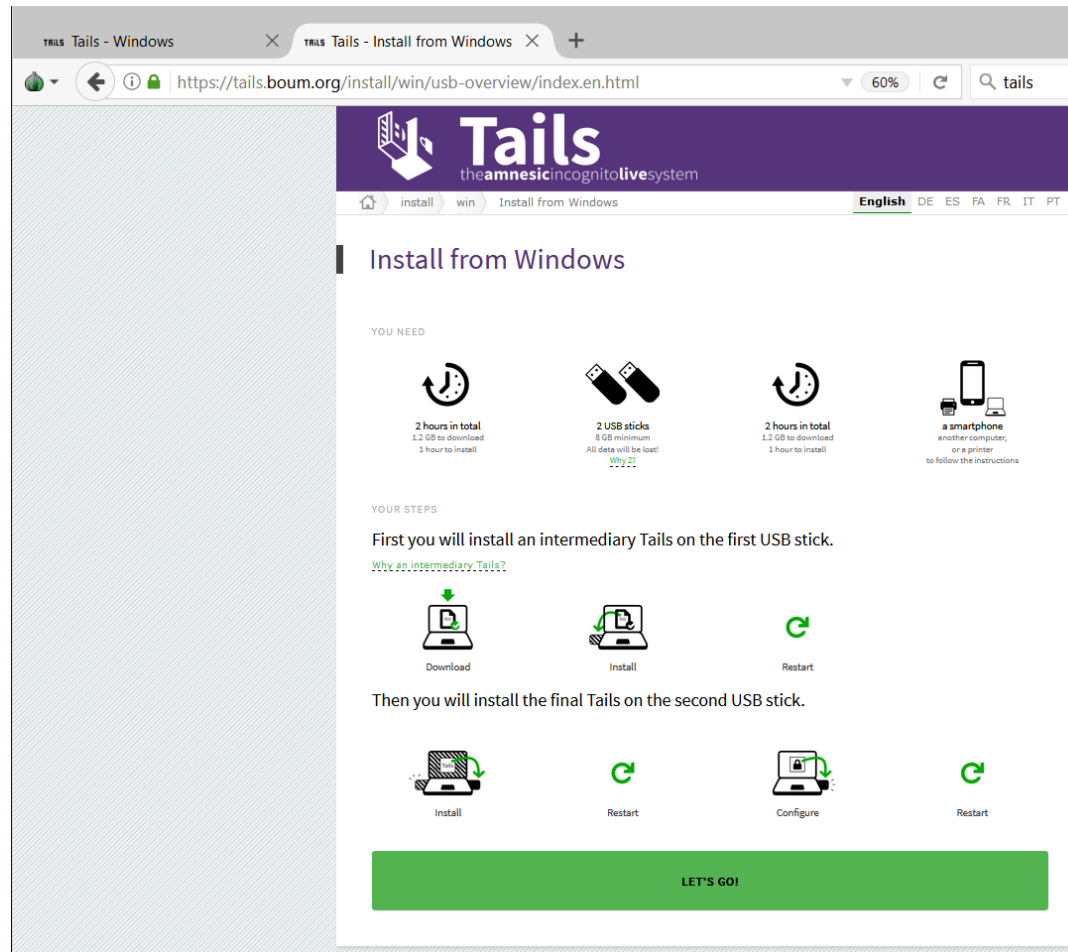 TAILS Tails - Windows
TAILS Tails - Install from Windows
https://tails.boum.org/install/win/usb-overview/index.en.html
60%
tails
Tails
theamnesicincognitolivesystem
install win Install from Windows
English DE ES FA FR IT PT
Install from Windows
YOU NEED
2 hours in total
1.2 GB to download
1 hour to install
2 USB sticks
8 GB minimum
All data will be lost!
Why 2?
2 hours in total
1.2 GB to download
1 hour to install
a smartphone
another computer,
or a printer
to follow the instructions
YOUR STEPS
First you will install an intermediary Tails on the first USB stick.
Why an intermediary Tails?
Download
Install
Restart
Then you will install the final Tails on the second USB stick.
Tails
Install
Restart
Configure
Restart
LET'S GO!